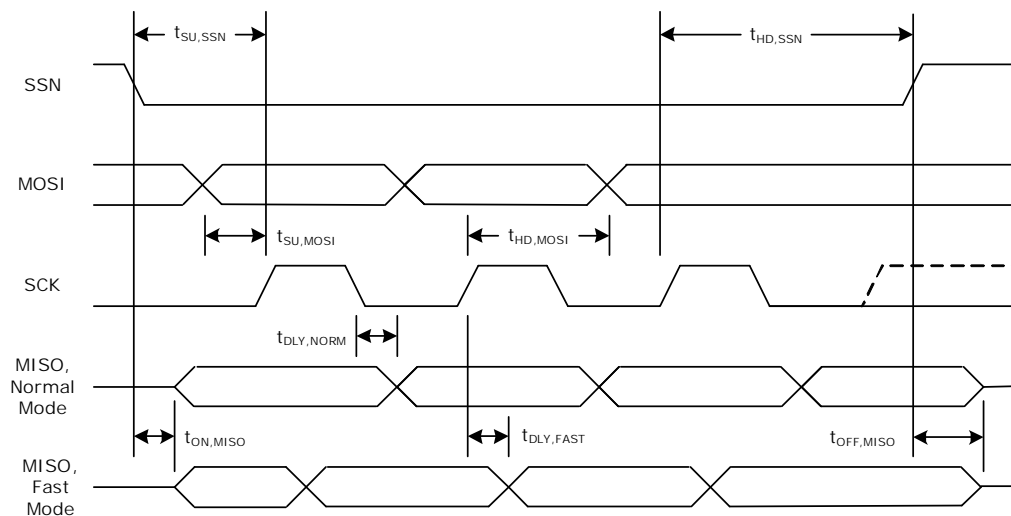 tSU,SSN
tHD,SSN
SSN
MOSI
tSU,MOSI
tHD,MOSI
SCK
tDLY,NORM
MISO,
Normal
Mode
tON,MISO
tDLY,FAST
tOFF,MISO
MISO,
Fast
Mode